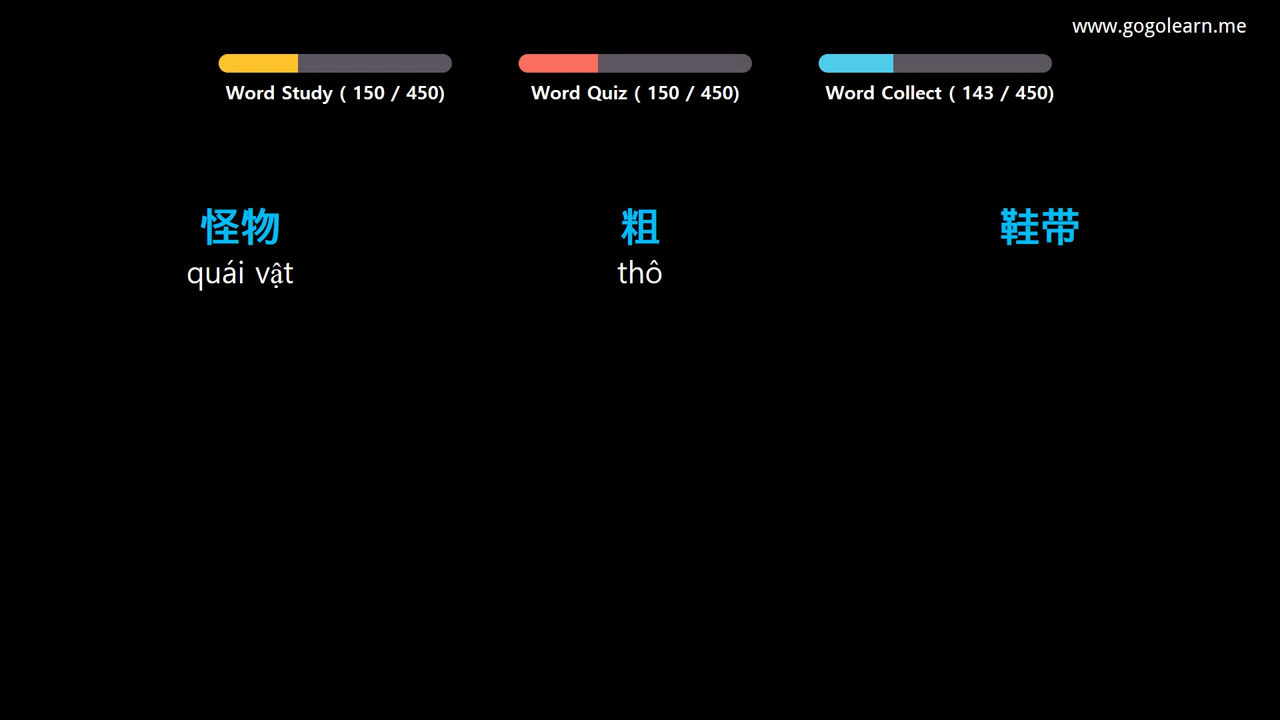 www.gogolearn.me
Word Study ( 150 / 450)
Word Quiz ( 150 / 450)
Word Collect ( 143 / 450)
怪物
quái vật
粗
thô
鞋带